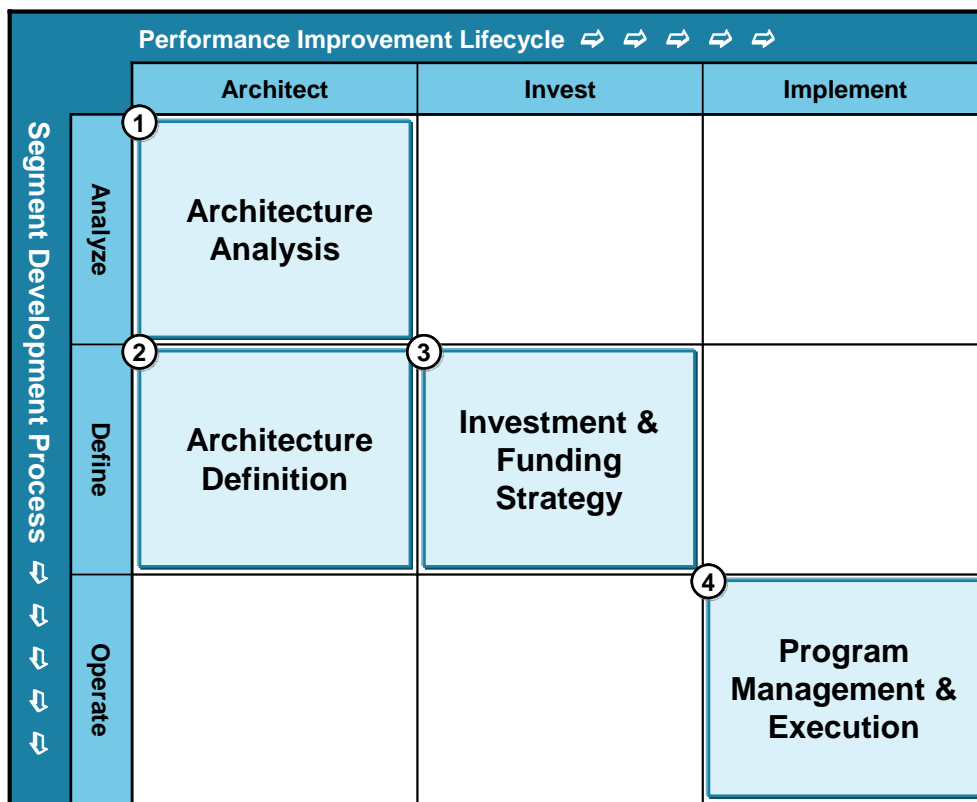 Performance Improvement Lifecycle
Architect
Invest
Implement
Segment Development Process
Analyze
1
Architecture
Analysis
Define
2
Architecture
Definition
3
Investment &
Funding
Strategy
Operate
4
Program
Management &
Execution